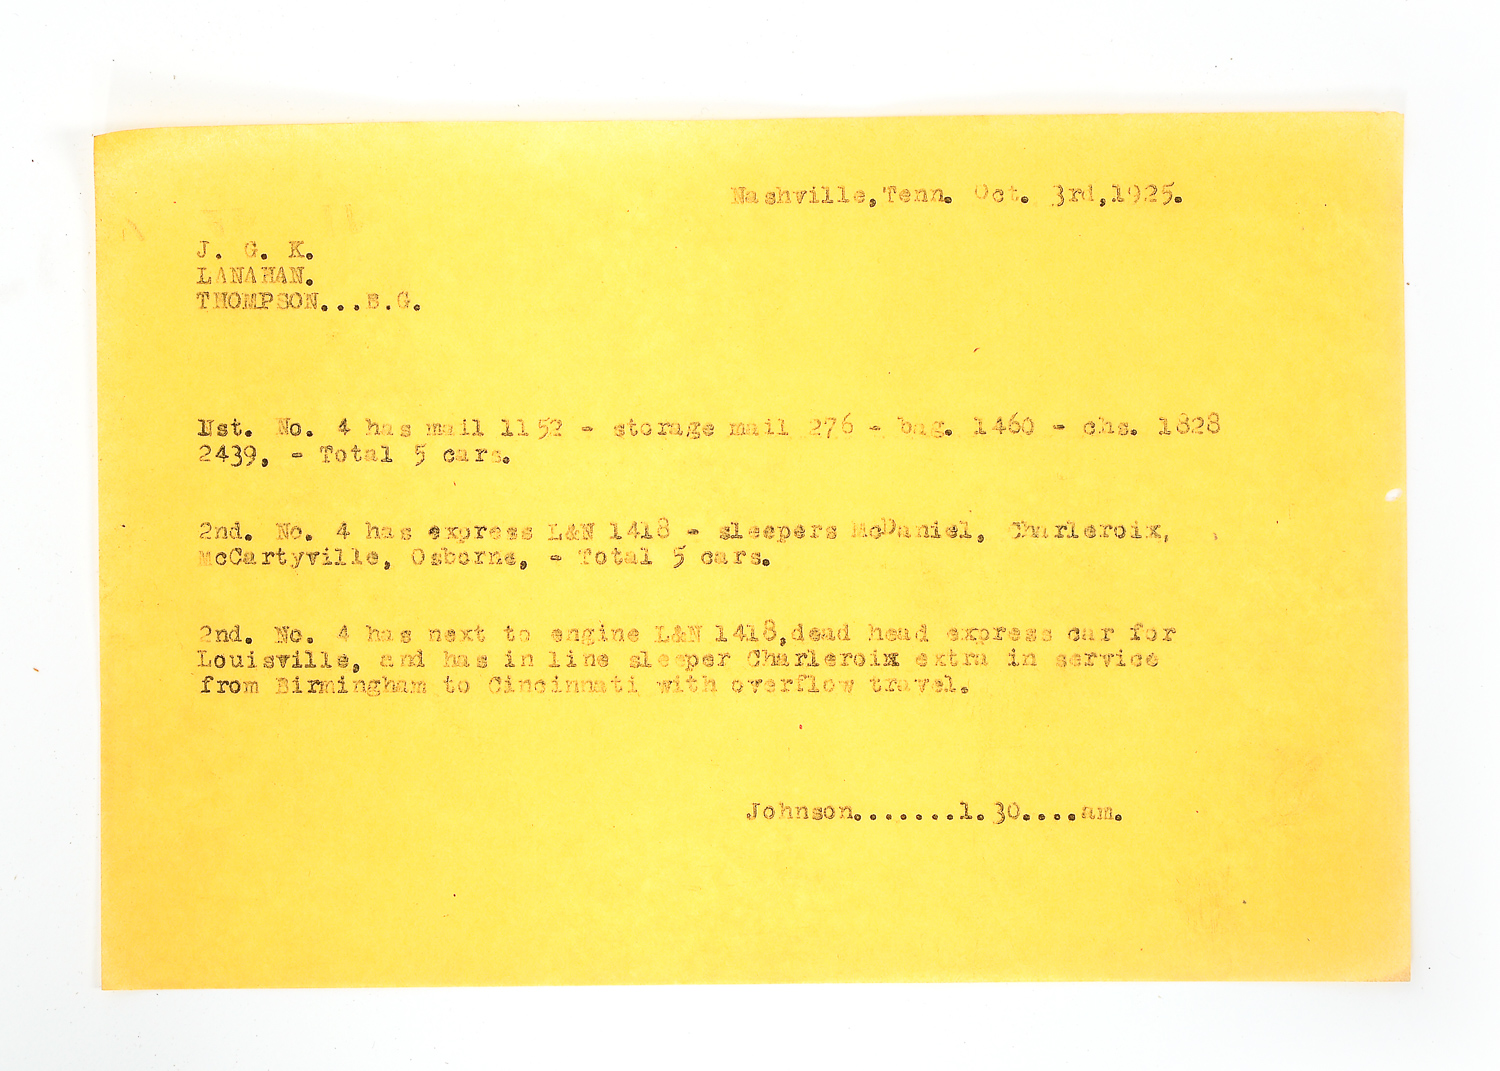 Nashville,Tenn. Oct. 3rd,1925.
J. G. K.
LANAHAN.
THOMPSON...B.G.
1st. No. 4 has mail 1152 - storage mail 276 - bag. 1460 - chs. 1828
2439, - Total 5 cars.
2nd. No. 4 has express L&N 1418 - sleepers McDaniel, Charleroix,
McCartyville, Osborne, - Total 5 cars.
2nd. No. 4 has next to engine L&N 1418,dead head express car for
Louisville, and has in line sleeper Charleroix extra in service
from Birmingham to Cincinnati with overflow travel.
Johnson.......1.30....am.